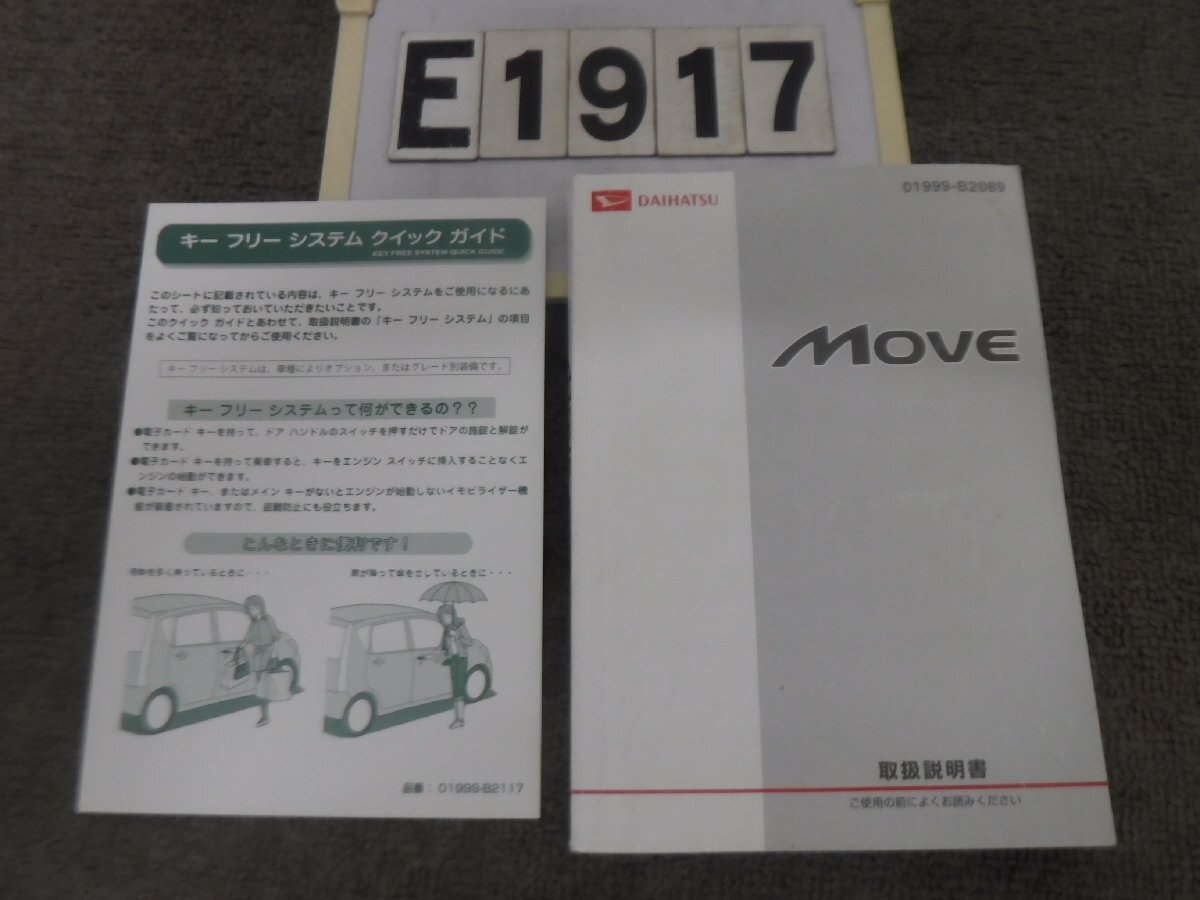 E1917
キー フリー システム クイック ガイド
KEY FREE SYSTEM QUICK GUIDE
このシートに記載されている内容は、キー フリー システムをご使用になるにあ
たって、必ず知っておいていただきたいことです。
このクイック ガイドとあわせて、取扱説明書の「キー フリー システム」の項目
をよくご覧になってからご使用ください。
キー フリー システムは、車種によりオプション、またはグレード別装備です。
キー フリー システムって何ができるの？？
●電子カード キーを持って、ドア ハンドルのスイッチを押すだけでドアの施錠と解錠が
できます。
●電子カード キーを持って乗車すると、キーをエンジン スイッチに挿入することなくエ
ンジンの始動ができます。
●電子カード キー、またはメイン キーがないとエンジンが始動しないイモビライザー機
能が装着されていますので、盗難防止にも役立ちます。
こんなときに便利です！
荷物を多く持っているときに・・・
雨が降って傘をさしているときに・・・
品番：01999-B2117
DAIHATSU
01999-B2089
MOVE
取扱説明書
ご使用の前によくお読みください